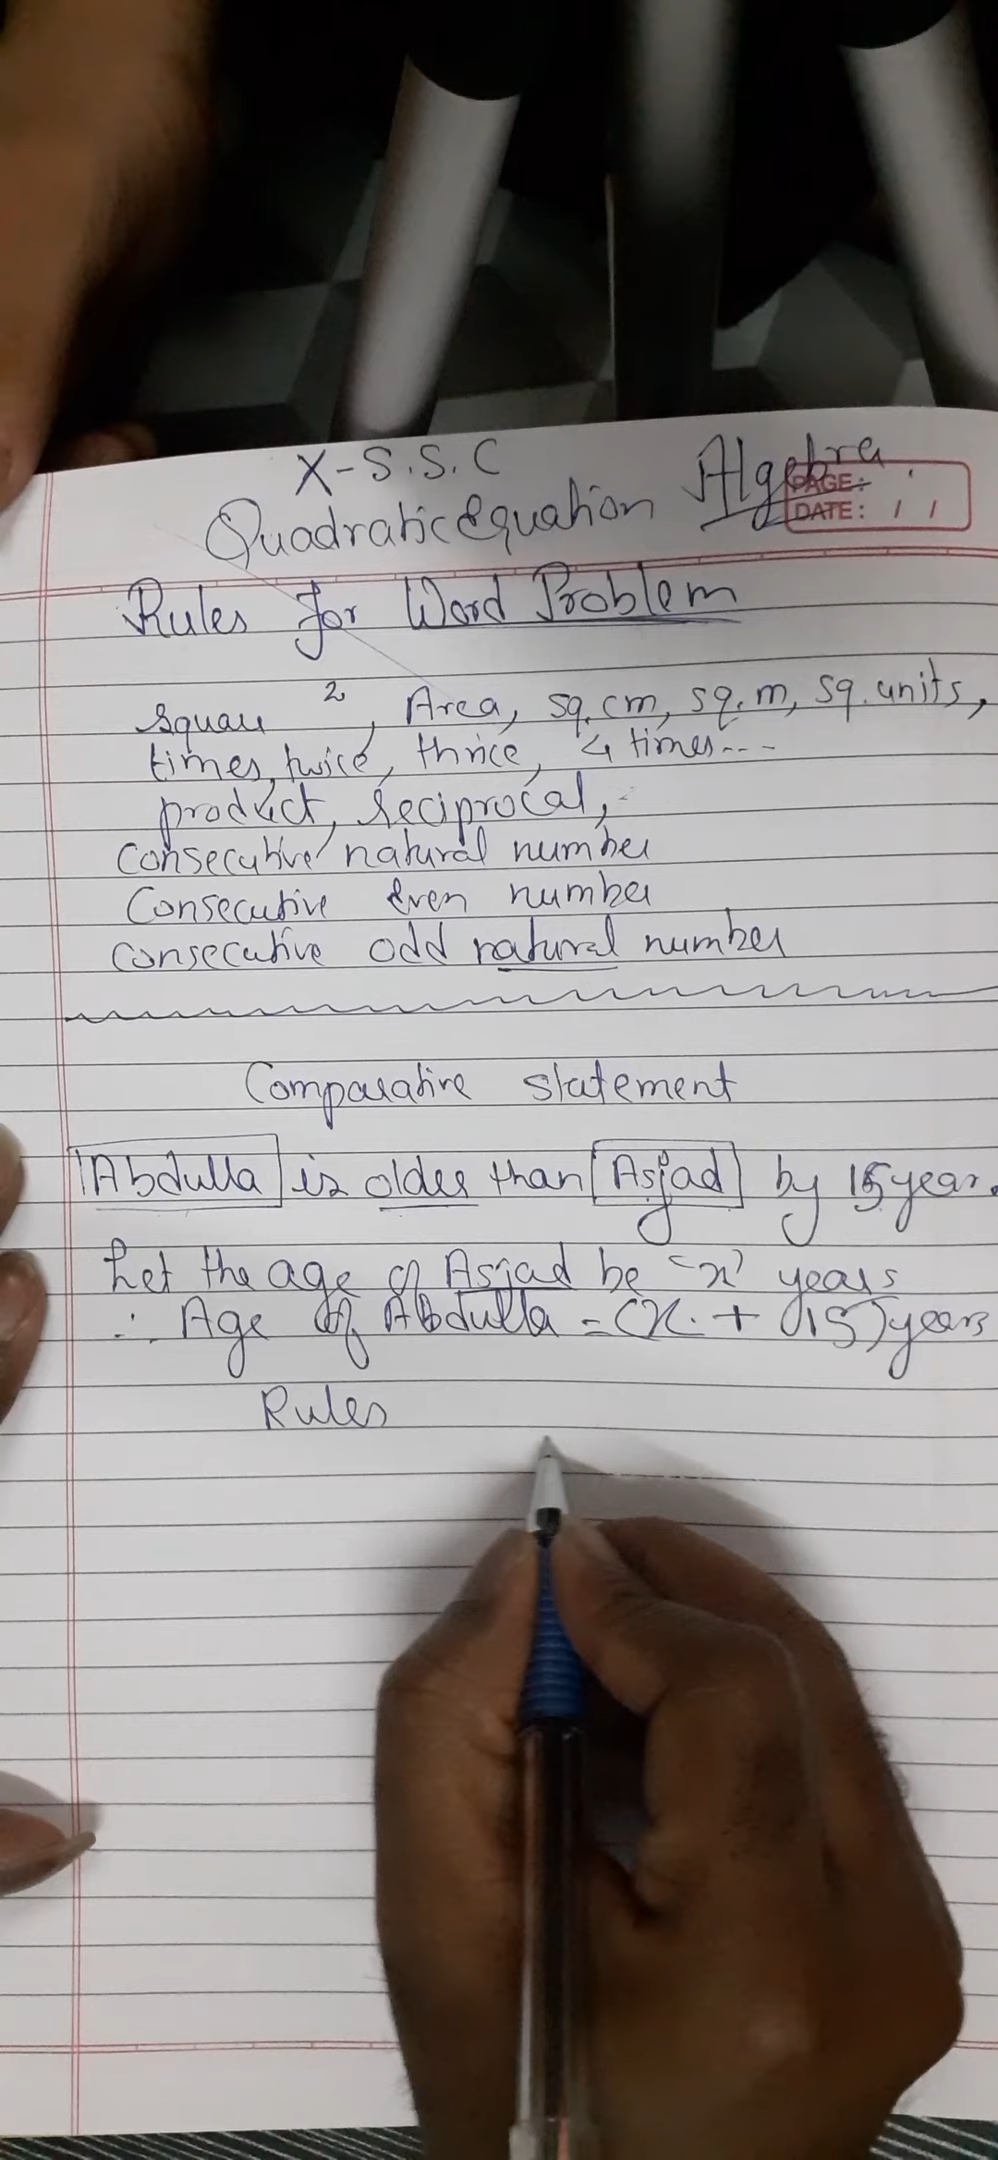 X-S.S.C
Algebra
PAGE:
DATE: / /
Quadratic Equation
Rules for Word Problem
square ², Area, sq.cm, sq.m, sq.units,
times, twice, thrice, 4 times---
product, reciprocal,
Consecutive natural number
Consecutive Even number
consecutive odd natural number
Comparative statement
Abdulla is older than Asjad by 15 year.
Let the age of Asjad be 'x' years
∴ Age of Abdulla = (x + 15) years
Rules